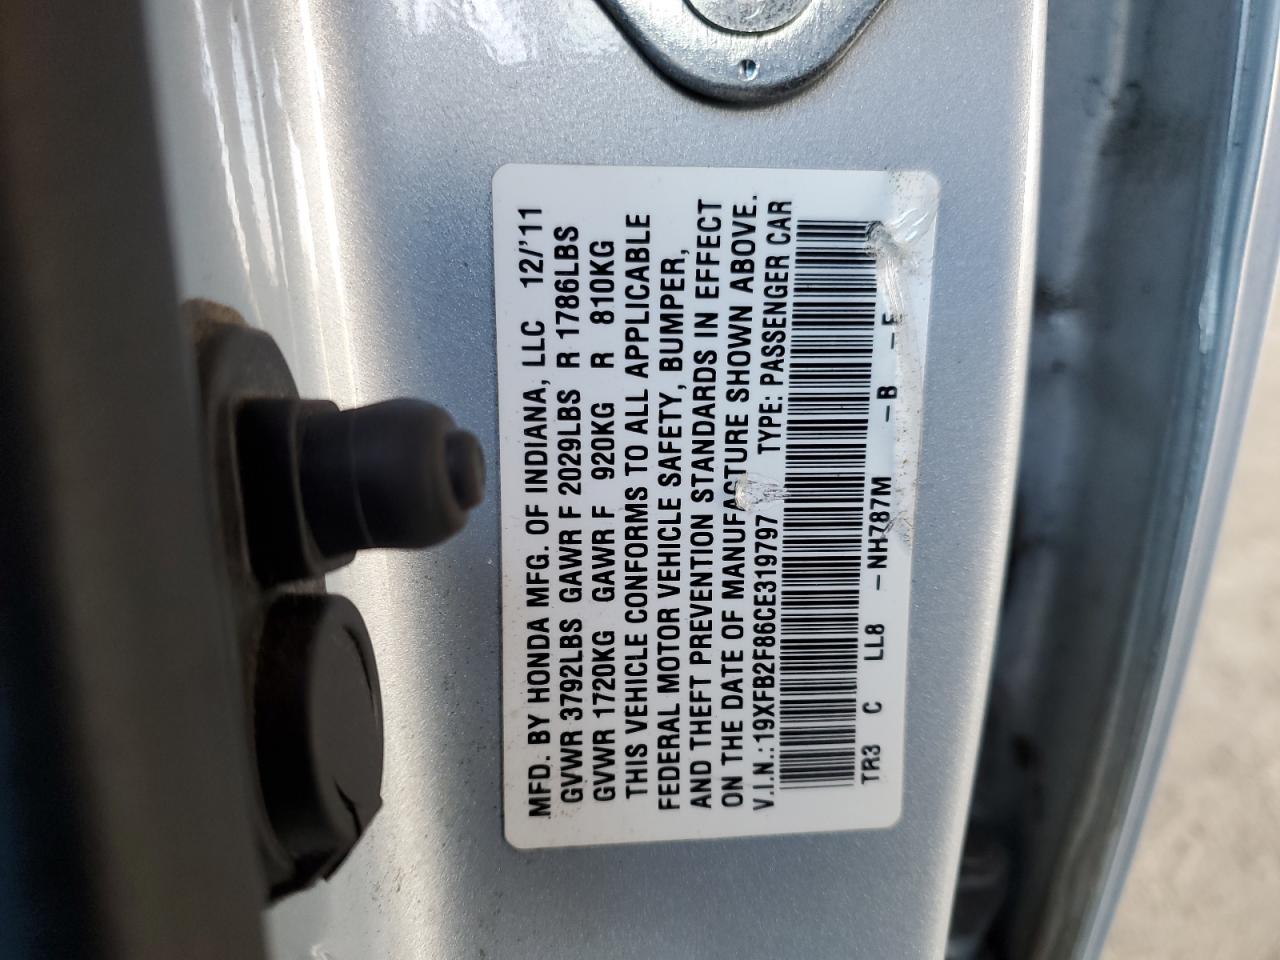 MFD. BY HONDA MFG. OF INDIANA, LLC 12/'11
GVWR 3792LBS GAWR F 2029LBS R 1786LBS
GVWR 1720KG GAWR F 920KG R 810KG
THIS VEHICLE CONFORMS TO ALL APPLICABLE
FEDERAL MOTOR VEHICLE SAFETY, BUMPER,
AND THEFT PREVENTION STANDARDS IN EFFECT
ON THE DATE OF MANUFACTURE SHOWN ABOVE.
V.I.N.: 19XFB2F86CE319797 TYPE: PASSENGER CAR
TR3 C LL8 -NH787M -B